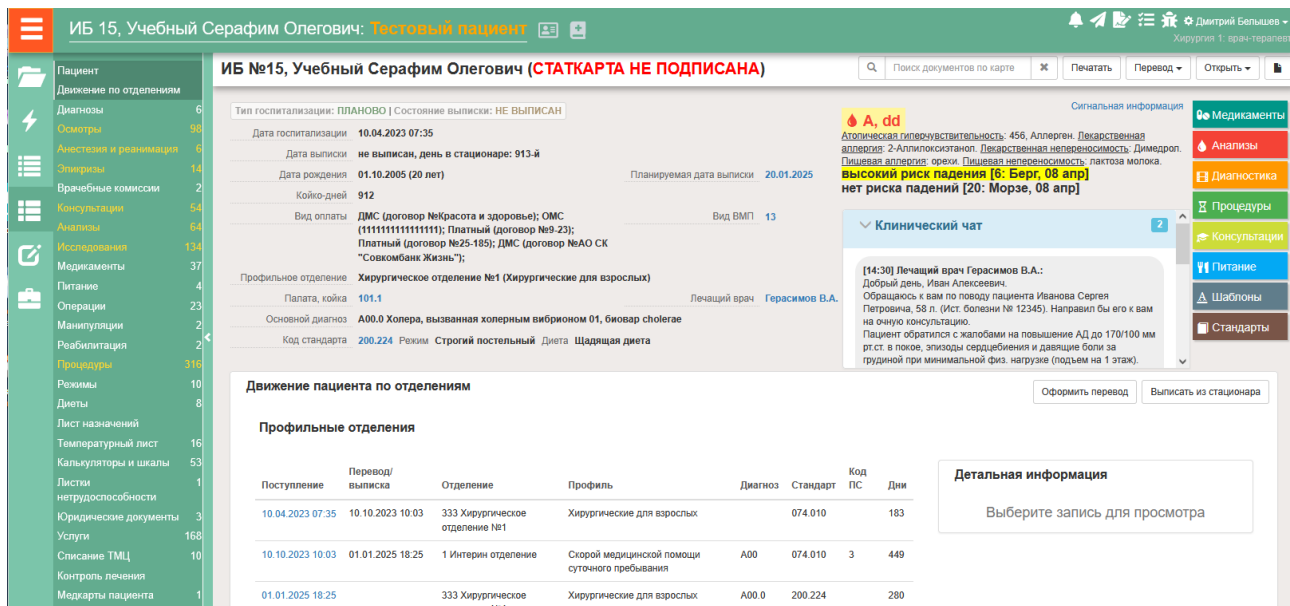 ИБ 15, Учебный Серафим Олегович: Тестовый пациент
Дмитрий Белышев
Хирургия 1: врач-терапевт
Пациент
Движение по отделениям
Диагнозы 6
Осмотры 98
Анестезия и реанимация 6
Эпикризы 14
Врачебные комиссии 2
Консультации 54
Анализы 64
Исследования 134
Медикаменты 37
Питание 4
Операции 23
Манипуляции 2
Реабилитация 2
Процедуры 316
Режимы 10
Диеты 8
Лист назначений
Температурный лист 16
Калькуляторы и шкалы 53
Листки 1
нетрудоспособности
Юридические документы 3
Услуги 168
Списание ТМЦ 10
Контроль лечения
Медкарты пациента 1
ИБ №15, Учебный Серафим Олегович (СТАТКАРТА НЕ ПОДПИСАНА)
Поиск документов по карте
Печатать
Перевод
Открыть
Тип госпитализации: ПЛАНОВО | Состояние выписки: НЕ ВЫПИСАН
Дата госпитализации 10.04.2023 07:35
Дата выписки не выписан, день в стационаре: 913-й
Дата рождения 01.10.2005 (20 лет) Планируемая дата выписки 20.01.2025
Койко-дней 912
Вид оплаты ДМС (договор №Красота и здоровье); ОМС Вид ВМП 13
(1111111111111111); Платный (договор №9-23);
Платный (договор №25-185); ДМС (договор №АО СК
"Совкомбанк Жизнь");
Профильное отделение Хирургическое отделение №1 (Хирургические для взрослых)
Палата, койка 101.1 Лечащий врач Герасимов В.А.
Основной диагноз A00.0 Холера, вызванная холерным вибрионом 01, биовар cholerae
Код стандарта 200.224 Режим Строгий постельный Диета Щадящая диета
Сигнальная информация
A, dd
Атопическая гиперчувствительность: 456, Аллерген. Лекарственная
аллергия: 2-Аллилоксиэтанол. Лекарственная непереносимость: Димедрол.
Пищевая аллергия: орехи. Пищевая непереносимость: лактоза молока.
высокий риск падения [6: Берг, 08 апр]
нет риска падений [20: Морзе, 08 апр]
Клинический чат 2
[14:30] Лечащий врач Герасимов В.А.:
Добрый день, Иван Алексеевич.
Обращаюсь к вам по поводу пациента Иванова Сергея
Петровича, 58 л. (Ист. болезни № 12345). Направил бы его к вам
на очную консультацию.
Пациент обратился с жалобами на повышение АД до 170/100 мм
рт.ст. в покое, эпизоды сердцебиения и давящие боли за
грудиной при минимальной физ. нагрузке (подъем на 1 этаж).
Медикаменты
Анализы
Диагностика
Процедуры
Консультации
Питание
Шаблоны
Стандарты
Движение пациента по отделениям
Оформить перевод
Выписать из стационара
Профильные отделения
Поступление Перевод/ Отделение Профиль Диагноз Стандарт Код Дни
выписка ПС
10.04.2023 07:35 10.10.2023 10:03 333 Хирургическое Хирургические для взрослых 074.010 183
отделение №1
10.10.2023 10:03 01.01.2025 18:25 1 Интерин отделение Скорой медицинской помощи A00 074.010 3 449
суточного пребывания
01.01.2025 18:25 333 Хирургическое Хирургические для взрослых A00.0 200.224 280
Детальная информация
Выберите запись для просмотра